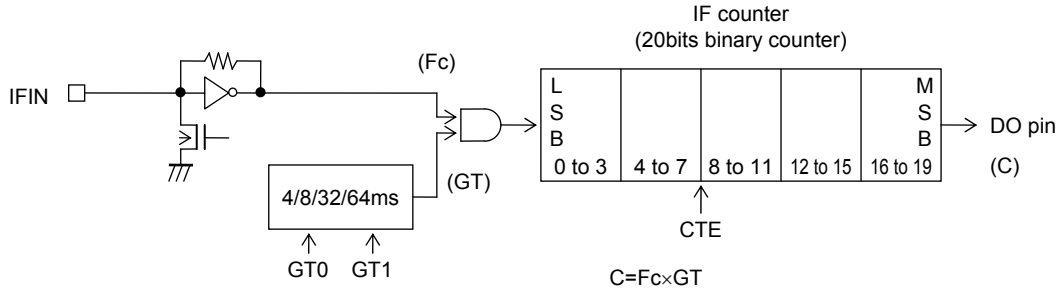 IF counter
(20bits binary counter)
IFIN
(Fc)
L
S
B
M
S
B
DO pin
(C)
0 to 3
4 to 7
8 to 11
12 to 15
16 to 19
4/8/32/64ms
(GT)
CTE
GT0
GT1
C=Fc×GT